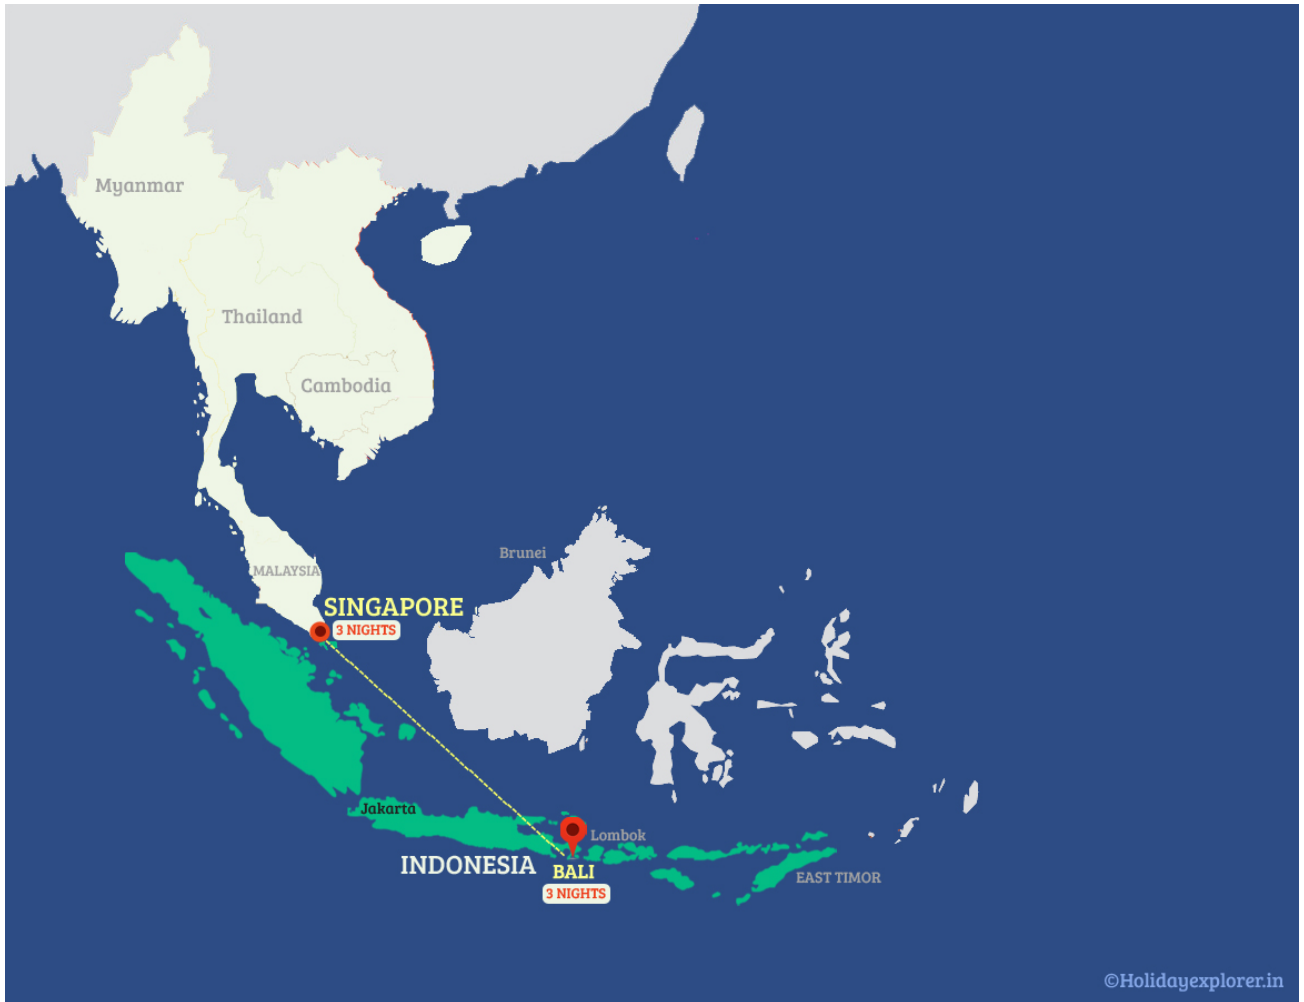 Myanmar
Thailand
Cambodia
Brunei
MALAYSIA
SINGAPORE
3 NIGHTS
Jakarta
Lombok
INDONESIA
BALI
EAST TIMOR
3 NIGHTS
©Holidayexplorer.in